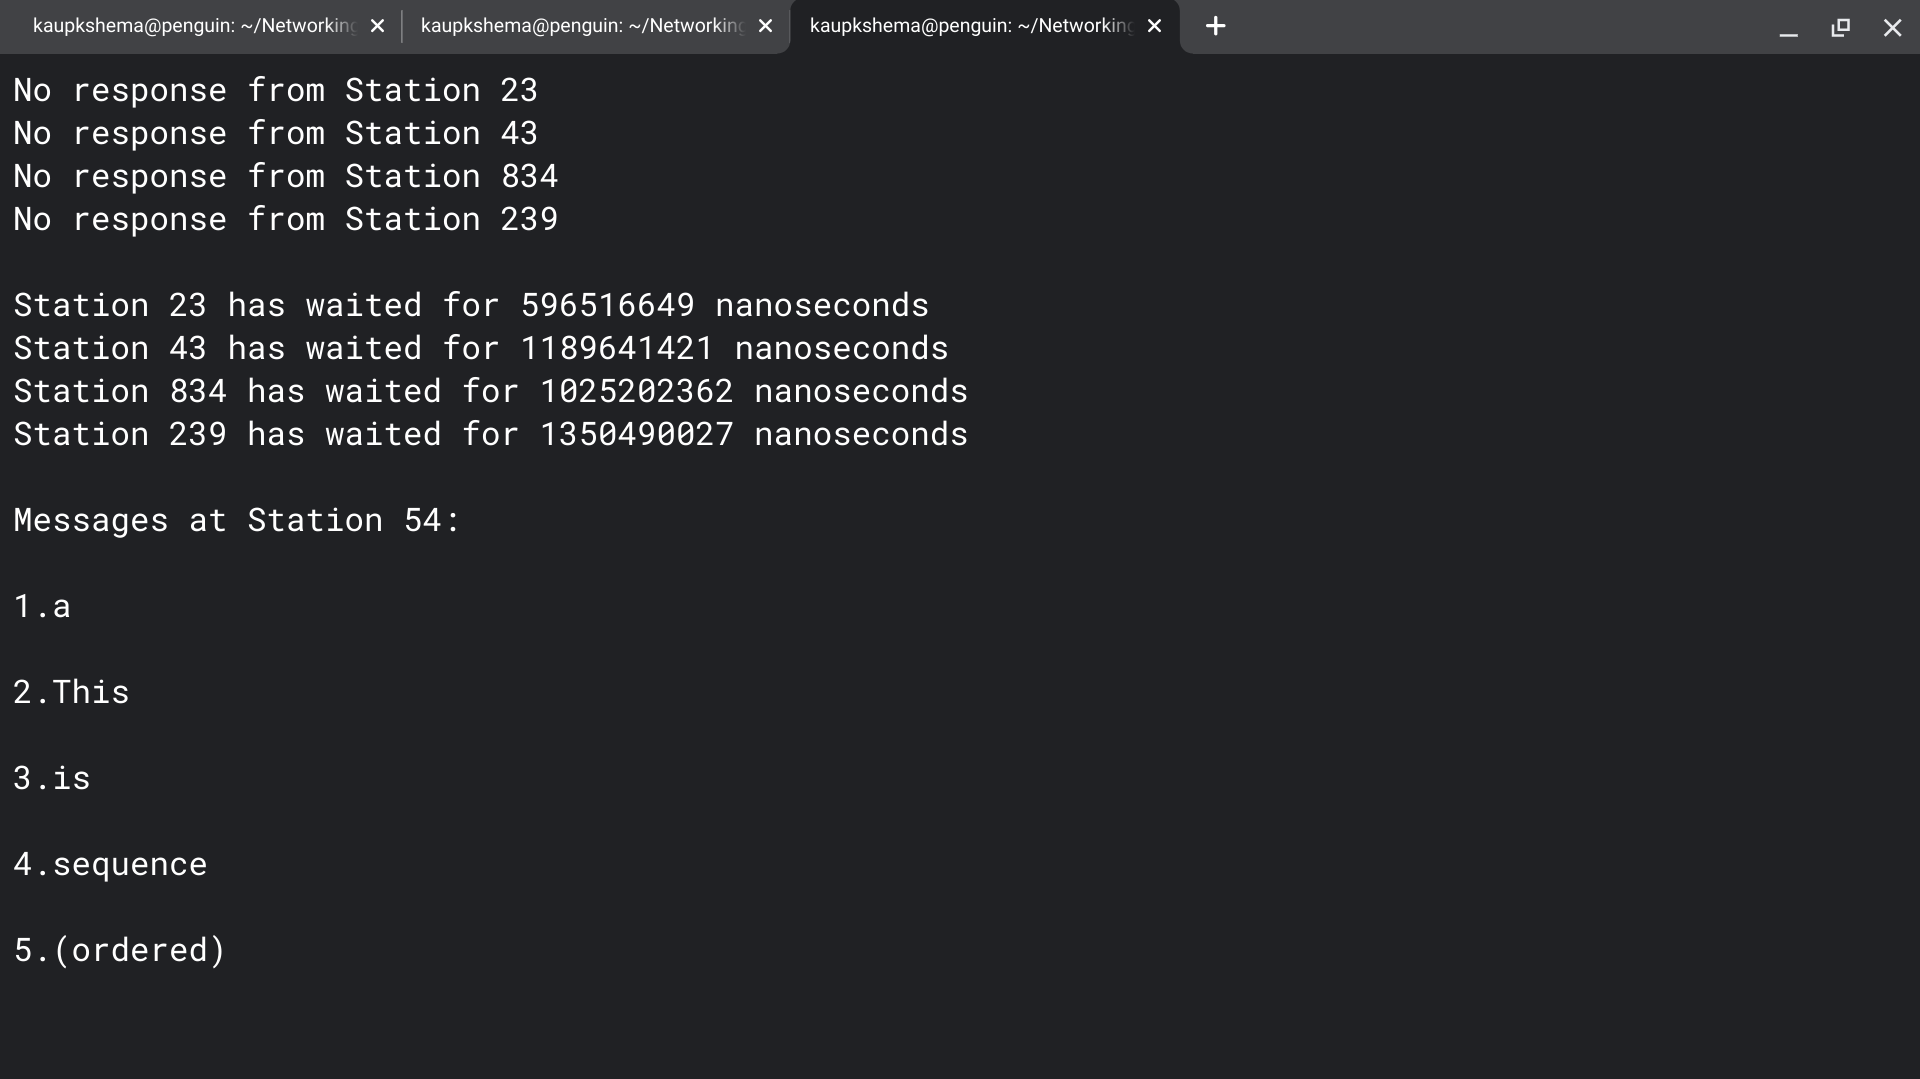 kaupkshema@penguin: ~/Networking
kaupkshema@penguin: ~/Networking
kaupkshema@penguin: ~/Networking
No response from Station 23
No response from Station 43
No response from Station 834
No response from Station 239
Station 23 has waited for 596516649 nanoseconds
Station 43 has waited for 1189641421 nanoseconds
Station 834 has waited for 1025202362 nanoseconds
Station 239 has waited for 1350490027 nanoseconds
Messages at Station 54:
1.a
2.This
3.is
4.sequence
5.(ordered)